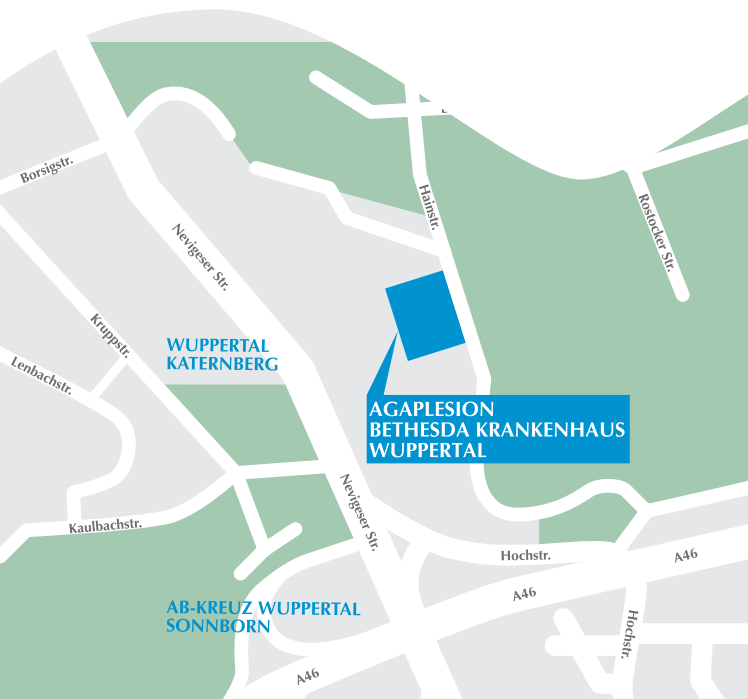 Borsigstr.
Hainstr.
Rostocker Str.
Nevigeser Str.
Kruppstr.
WUPPERTAL
KATERNBERG
Lenbachstr.
AGAPLESION
BETHESDA KRANKENHAUS
WUPPERTAL
Nevigeser Str.
Kaulbachstr.
Hochstr.
A46
A46
AB-KREUZ WUPPERTAL
SONNBORN
Hochstr.
A46